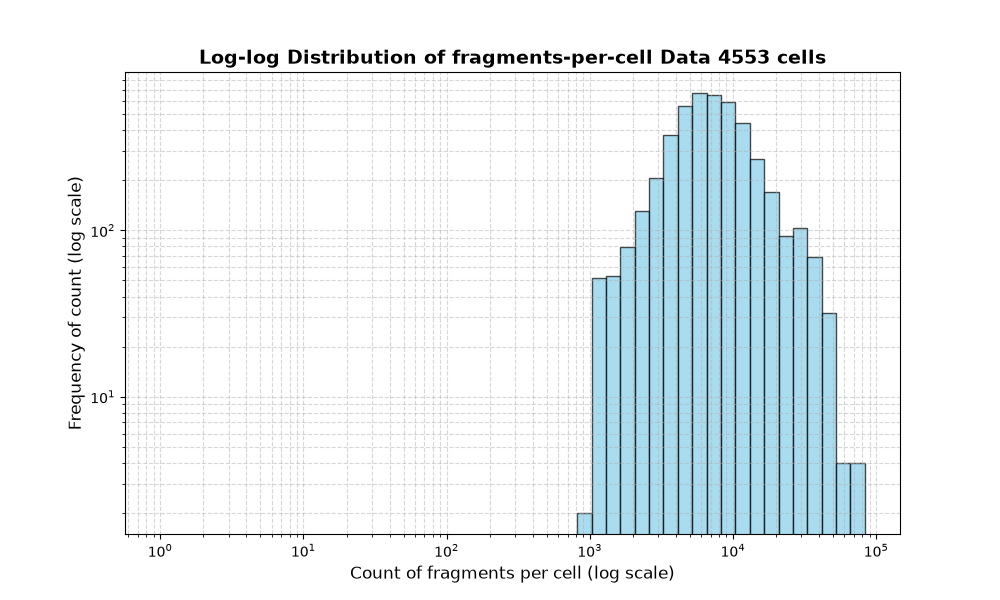 Log-log Distribution of fragments-per-cell Data 4553 cells
Frequency of count (log scale)
10²
10¹
10⁰ 10¹ 10² 10³ 10⁴ 10⁵
Count of fragments per cell (log scale)